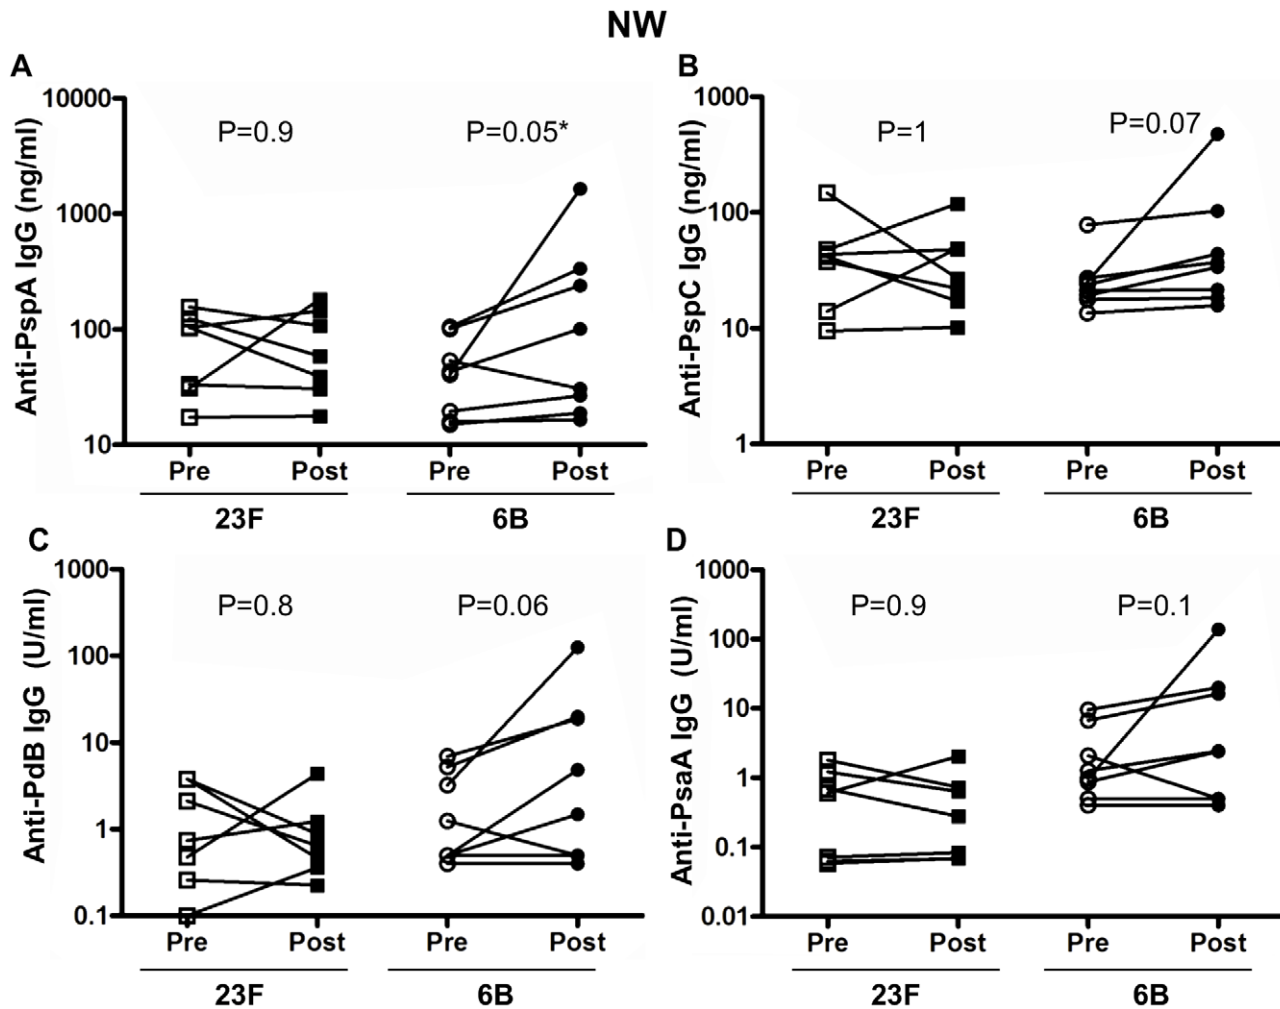 NW
A
Anti-PspA IgG (ng/ml)
10000
1000
100
10
P=0.9
P=0.05*
Pre
Post
Pre
Post
23F
6B
B
Anti-PspC IgG (ng/ml)
1000
100
10
1
P=1
P=0.07
Pre
Post
Pre
Post
23F
6B
C
Anti-PdB IgG (U/ml)
1000
100
10
1
0.1
P=0.8
P=0.06
Pre
Post
Pre
Post
23F
6B
D
Anti-PsaA IgG (U/ml)
1000
100
10
1
0.1
0.01
P=0.9
P=0.1
Pre
Post
Pre
Post
23F
6B